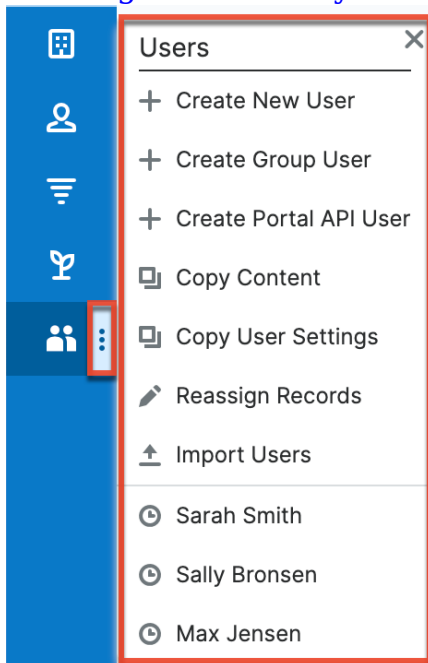 Users
Create New User
Create Group User
Create Portal API User
Copy Content
Copy User Settings
Reassign Records
Import Users
Sarah Smith
Sally Bronsen
Max Jensen